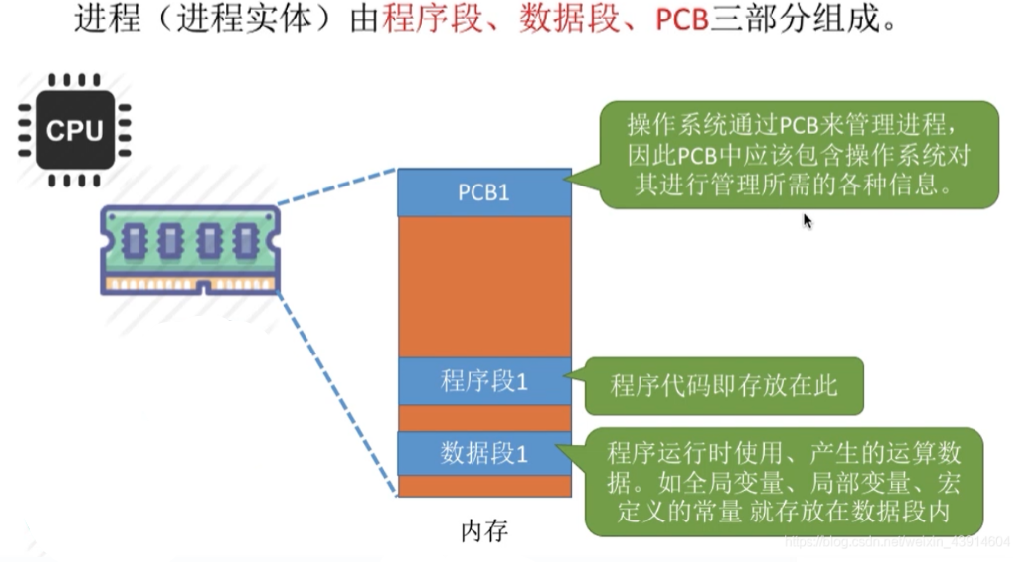 进程（进程实体）由程序段、数据段、PCB三部分组成。
CPU
操作系统通过PCB来管理进程，
因此PCB中应该包含操作系统对
其进行管理所需的各种信息。
PCB1
程序段1
程序代码即存放在此
数据段1
程序运行时使用、产生的运算数
据。如全局变量、局部变量、宏
定义的常量 就存放在数据段内
内存
https://blog.csdn.net/weixin_43914604